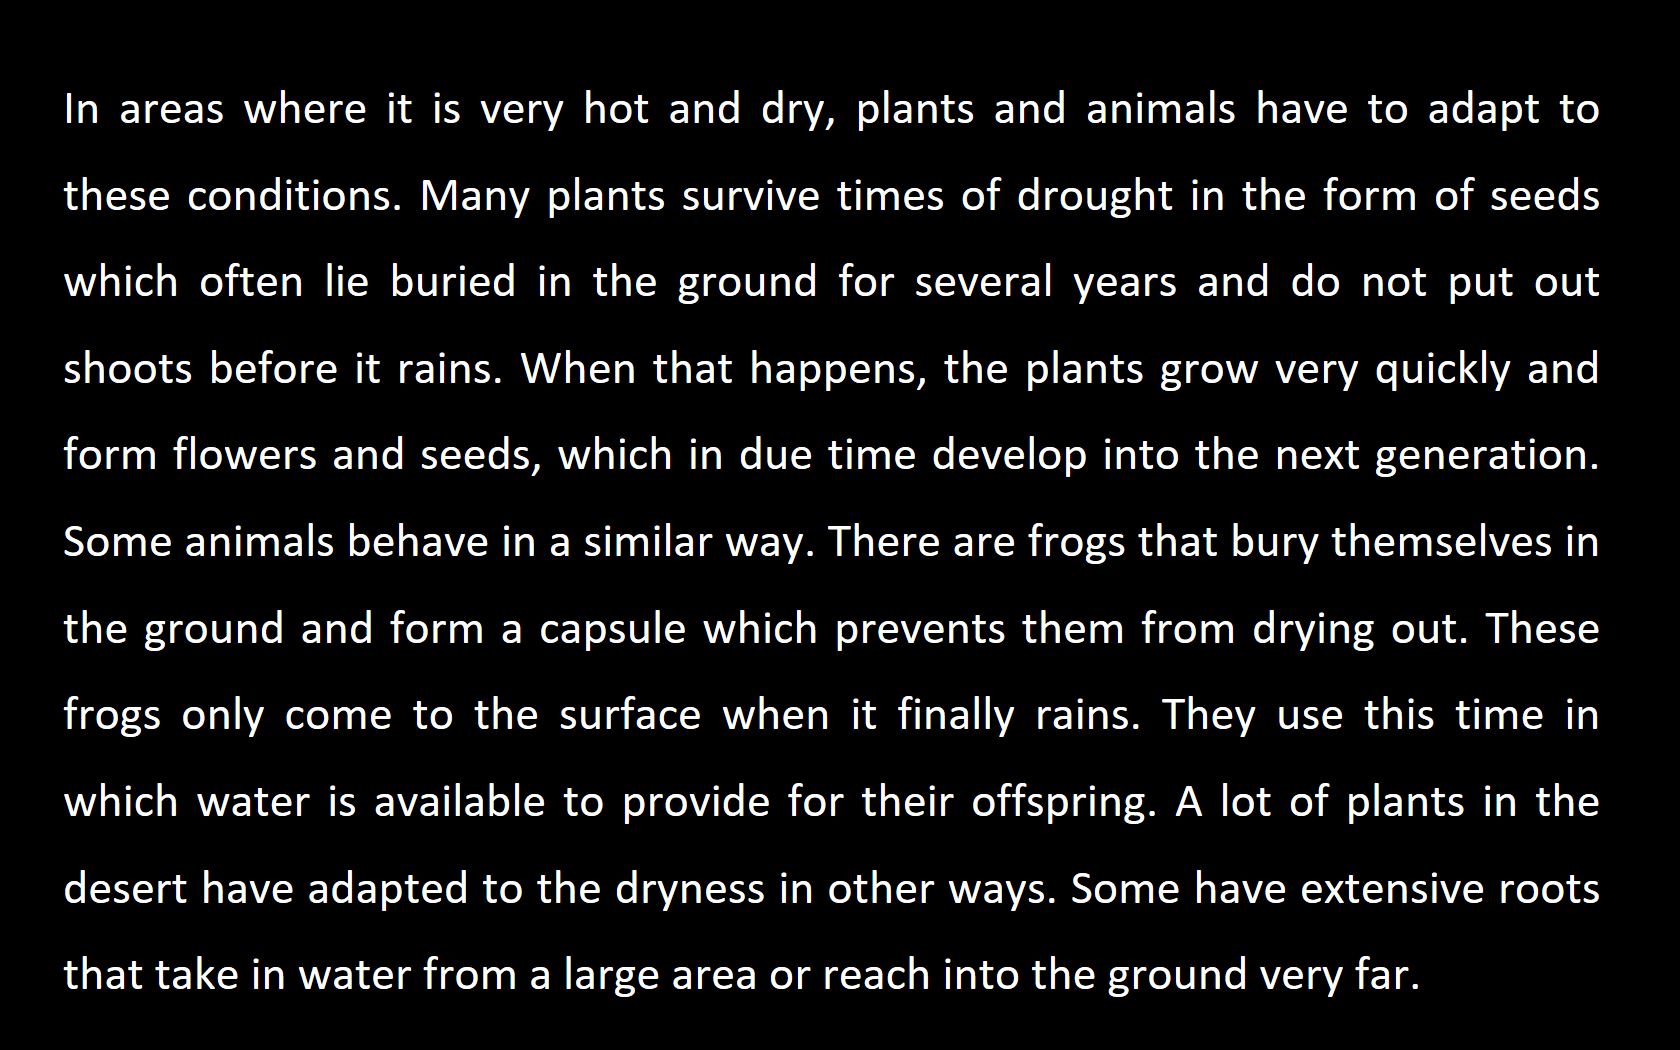 In areas where it is very hot and dry, plants and animals have to adapt to
these conditions. Many plants survive times of drought in the form of seeds
which often lie buried in the ground for several years and do not put out
shoots before it rains. When that happens, the plants grow very quickly and
form flowers and seeds, which in due time develop into the next generation.
Some animals behave in a similar way. There are frogs that bury themselves in
the ground and form a capsule which prevents them from drying out. These
frogs only come to the surface when it finally rains. They use this time in
which water is available to provide for their offspring. A lot of plants in the
desert have adapted to the dryness in other ways. Some have extensive roots
that take in water from a large area or reach into the ground very far.